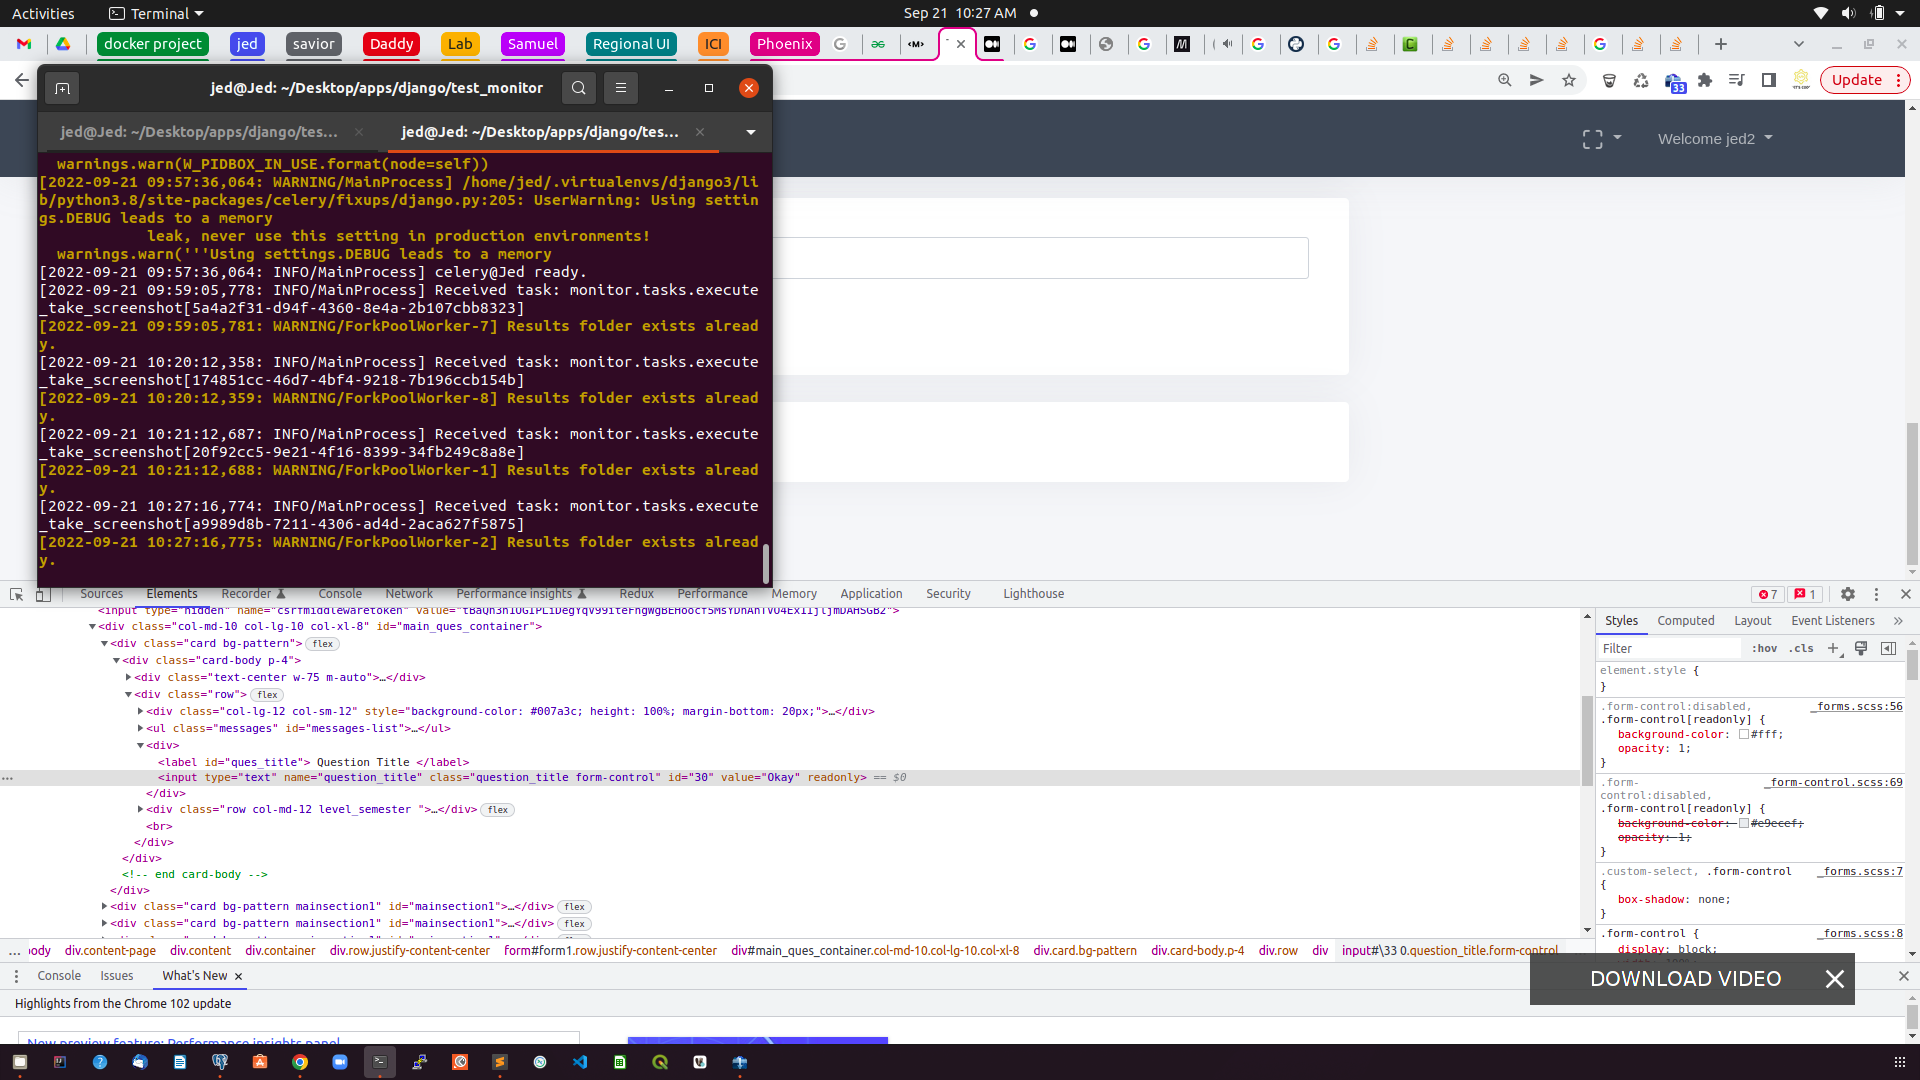 Activities
Terminal
Sep 21 10:27 AM
docker project
jed
savior
Daddy
Lab
Samuel
Regional UI
ICI
Phoenix
33
Update
jed@Jed: ~/Desktop/apps/django/test_monitor
jed@Jed: ~/Desktop/apps/django/tes...
jed@Jed: ~/Desktop/apps/django/tes...
Welcome jed2
warnings.warn(W_PIDBOX_IN_USE.format(node=self))
[2022-09-21 09:57:36,064: WARNING/MainProcess] /home/jed/.virtualenvs/django3/li
b/python3.8/site-packages/celery/fixups/django.py:205: UserWarning: Using settin
gs.DEBUG leads to a memory
leak, never use this setting in production environments!
warnings.warn('''Using settings.DEBUG leads to a memory
[2022-09-21 09:57:36,064: INFO/MainProcess] celery@Jed ready.
[2022-09-21 09:59:05,778: INFO/MainProcess] Received task: monitor.tasks.execute
_take_screenshot[5a4a2f31-d94f-4360-8e4a-2b107cbb8323]
[2022-09-21 09:59:05,781: WARNING/ForkPoolWorker-7] Results folder exists alread
y.
[2022-09-21 10:20:12,358: INFO/MainProcess] Received task: monitor.tasks.execute
_take_screenshot[174851cc-46d7-4bf4-9218-7b196ccb154b]
[2022-09-21 10:20:12,359: WARNING/ForkPoolWorker-8] Results folder exists alread
y.
[2022-09-21 10:21:12,687: INFO/MainProcess] Received task: monitor.tasks.execute
_take_screenshot[20f92cc5-9e21-4f16-8399-34fb249c8a8e]
[2022-09-21 10:21:12,688: WARNING/ForkPoolWorker-1] Results folder exists alread
y.
[2022-09-21 10:27:16,774: INFO/MainProcess] Received task: monitor.tasks.execute
_take_screenshot[a9989d8b-7211-4306-ad4d-2aca627f5875]
[2022-09-21 10:27:16,775: WARNING/ForkPoolWorker-2] Results folder exists alread
y.
Sources
Elements
Recorder
Console
Network
Performance insights
Redux
Performance
Memory
Application
Security
Lighthouse
7
1
<div class="col-md-10 col-lg-10 col-xl-8" id="main_ques_container">
<div class="card bg-pattern"> flex
<div class="card-body p-4">
<div class="text-center w-75 m-auto">…</div>
<div class="row"> flex
<div class="col-lg-12 col-sm-12" style="background-color: #007a3c; height: 100%; margin-bottom: 20px;">…</div>
<ul class="messages" id="messages-list">…</ul>
<div>
<label id="ques_title"> Question Title </label>
<input type="text" name="question_title" class="question_title form-control" id="30" value="Okay" readonly> == $0
</div>
<div class="row col-md-12 level_semester ">…</div> flex
<br>
</div>
</div>
<!-- end card-body -->
</div>
<div class="card bg-pattern mainsection1" id="mainsection1">…</div> flex
<div class="card bg-pattern mainsection1" id="mainsection1">…</div> flex
Styles
Computed
Layout
Event Listeners
Filter
:hov
.cls
element.style {
}
.form-control:disabled, _forms.scss:56
.form-control[readonly] {
background-color: #fff;
opacity: 1;
}
.form- _form-control.scss:69
control:disabled,
.form-control[readonly] {
background-color: #e9ecef;
opacity: 1;
}
.custom-select, .form-control _forms.scss:7
{
box-shadow: none;
}
.form-control { _forms.scss:8
display: block;
... body div.content-page div.content div.container div.row.justify-content-center form#form1.row.justify-content-center div#main_ques_container.col-md-10.col-lg-10.col-xl-8 div.card.bg-pattern div.card-body.p-4 div.row div input#\33 0.question_title.form-control
Console
Issues
What's New
DOWNLOAD VIDEO
Highlights from the Chrome 102 update
New preview feature: Performance insights panel